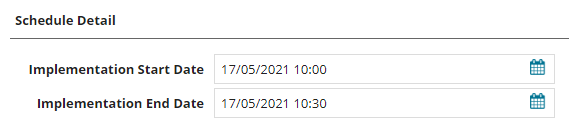 Schedule Detail
Implementation Start Date 17/05/2021 10:00
Implementation End Date 17/05/2021 10:30